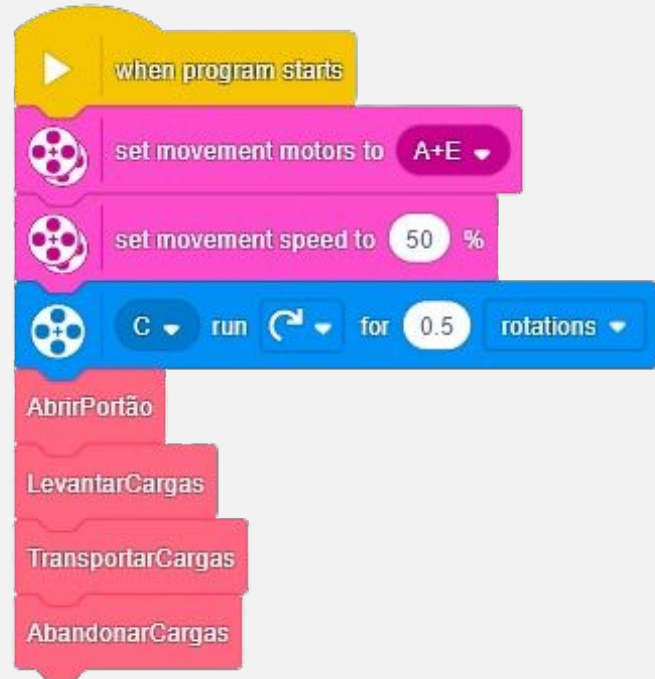 when program starts
set movement motors to A+E
set movement speed to 50 %
C run for 0.5 rotations
AbrirPortão
LevantarCargas
TransportarCargas
AbandonarCargas